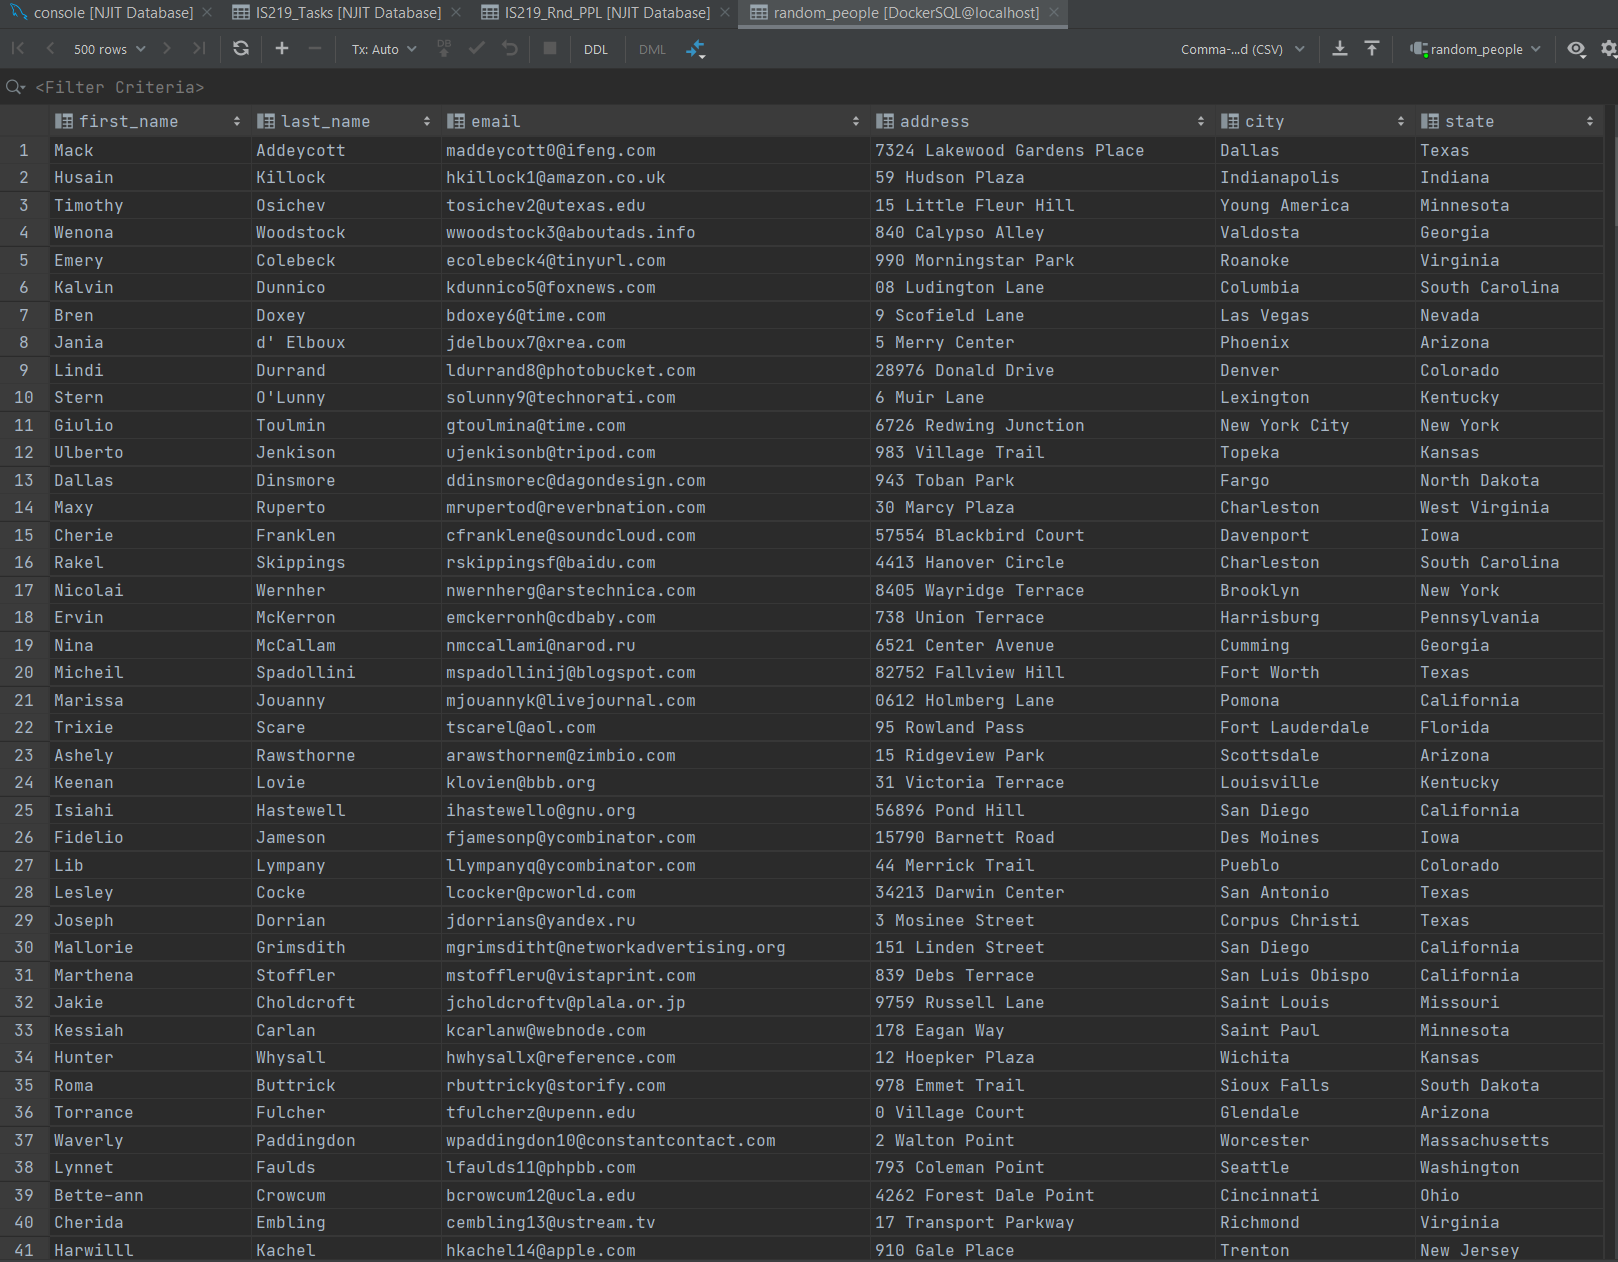 console [NJIT Database] IS219_Tasks [NJIT Database] IS219_Rnd_PPL [NJIT Database] random_people [DockerSQL@localhost]
500 rows Tx: Auto DB DDL DML Comma-...d (CSV) random_people
<Filter Criteria>
first_name last_name email address city state
1 Mack Addeycott maddeycott0@ifeng.com 7324 Lakewood Gardens Place Dallas Texas
2 Husain Killock hkillock1@amazon.co.uk 59 Hudson Plaza Indianapolis Indiana
3 Timothy Osichev tosichev2@utexas.edu 15 Little Fleur Hill Young America Minnesota
4 Wenona Woodstock wwoodstock3@aboutads.info 840 Calypso Alley Valdosta Georgia
5 Emery Colebeck ecolebeck4@tinyurl.com 990 Morningstar Park Roanoke Virginia
6 Kalvin Dunnico kdunnico5@foxnews.com 08 Ludington Lane Columbia South Carolina
7 Bren Doxey bdoxey6@time.com 9 Scofield Lane Las Vegas Nevada
8 Jania d' Elboux jdelboux7@xrea.com 5 Merry Center Phoenix Arizona
9 Lindi Durrand ldurrand8@photobucket.com 28976 Donald Drive Denver Colorado
10 Stern O'Lunny solunny9@technorati.com 6 Muir Lane Lexington Kentucky
11 Giulio Toulmin gtoulmina@time.com 6726 Redwing Junction New York City New York
12 Ulberto Jenkison ujenkisonb@tripod.com 983 Village Trail Topeka Kansas
13 Dallas Dinsmore ddinsmorec@dagondesign.com 943 Toban Park Fargo North Dakota
14 Maxy Ruperto mrupertod@reverbnation.com 30 Marcy Plaza Charleston West Virginia
15 Cherie Franklen cfranklene@soundcloud.com 57554 Blackbird Court Davenport Iowa
16 Rakel Skippings rskippingsf@baidu.com 4413 Hanover Circle Charleston South Carolina
17 Nicolai Wernher nwernherg@arstechnica.com 8405 Wayridge Terrace Brooklyn New York
18 Ervin McKerron emckerronh@cdbaby.com 738 Union Terrace Harrisburg Pennsylvania
19 Nina McCallam nmccallami@narod.ru 6521 Center Avenue Cumming Georgia
20 Micheil Spadollini mspadollinij@blogspot.com 82752 Fallview Hill Fort Worth Texas
21 Marissa Jouanny mjouannyk@livejournal.com 0612 Holmberg Lane Pomona California
22 Trixie Scare tscarel@aol.com 95 Rowland Pass Fort Lauderdale Florida
23 Ashely Rawsthorne arawsthornem@zimbio.com 15 Ridgeview Park Scottsdale Arizona
24 Keenan Lovie klovien@bbb.org 31 Victoria Terrace Louisville Kentucky
25 Isiahi Hastewell ihastewello@gnu.org 56896 Pond Hill San Diego California
26 Fidelio Jameson fjamesonp@ycombinator.com 15790 Barnett Road Des Moines Iowa
27 Lib Lympany llympanyq@ycombinator.com 44 Merrick Trail Pueblo Colorado
28 Lesley Cocke lcocker@pcworld.com 34213 Darwin Center San Antonio Texas
29 Joseph Dorrian jdorrians@yandex.ru 3 Mosinee Street Corpus Christi Texas
30 Mallorie Grimsdith mgrimsditht@networkadvertising.org 151 Linden Street San Diego California
31 Marthena Stoffler mstoffleru@vistaprint.com 839 Debs Terrace San Luis Obispo California
32 Jakie Choldcroft jcholdcroftv@plala.or.jp 9759 Russell Lane Saint Louis Missouri
33 Kessiah Carlan kcarlanw@webnode.com 178 Eagan Way Saint Paul Minnesota
34 Hunter Whysall hwhysallx@reference.com 12 Hoepker Plaza Wichita Kansas
35 Roma Buttrick rbuttricky@storify.com 978 Emmet Trail Sioux Falls South Dakota
36 Torrance Fulcher tfulcherz@upenn.edu 0 Village Court Glendale Arizona
37 Waverly Paddingdon wpaddingdon10@constantcontact.com 2 Walton Point Worcester Massachusetts
38 Lynnet Faulds lfaulds11@phpbb.com 793 Coleman Point Seattle Washington
39 Bette-ann Crowcum bcrowcum12@ucla.edu 4262 Forest Dale Point Cincinnati Ohio
40 Cherida Embling cembling13@ustream.tv 17 Transport Parkway Richmond Virginia
41 Harwilll Kachel hkachel14@apple.com 910 Gale Place Trenton New Jersey